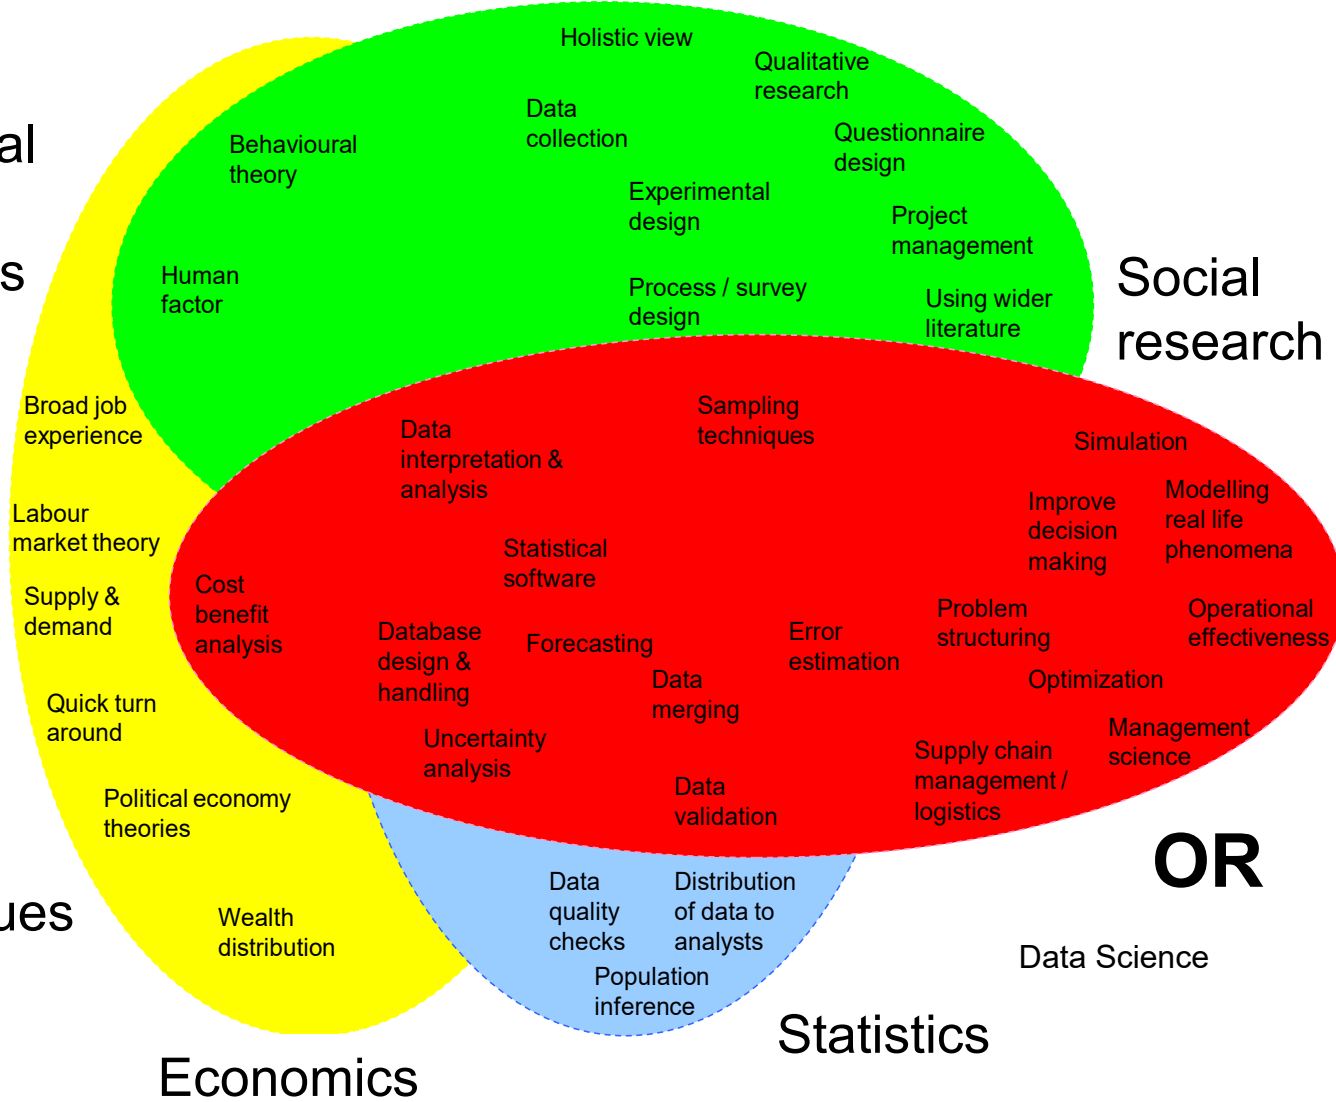 Holistic view
Qualitative
research
Data
collection
Behavioural
theory
Questionnaire
design
al
Experimental
design
Project
management
s
Human
factor
Process / survey
design
Using wider
literature
Social
research
Broad job
experience
Data
interpretation &
analysis
Sampling
techniques
Simulation
Labour
market theory
Improve
decision
making
Modelling
real life
phenomena
Statistical
software
Supply &
demand
Cost
benefit
analysis
Database
design &
handling
Forecasting
Error
estimation
Problem
structuring
Operational
effectiveness
Data
merging
Optimization
Quick turn
around
Uncertainty
analysis
Management
science
Supply chain
management /
logistics
Political economy
theories
Data
validation
OR
Data
quality
checks
Distribution
of data to
analysts
ues
Wealth
distribution
Data Science
Population
inference
Statistics
Economics